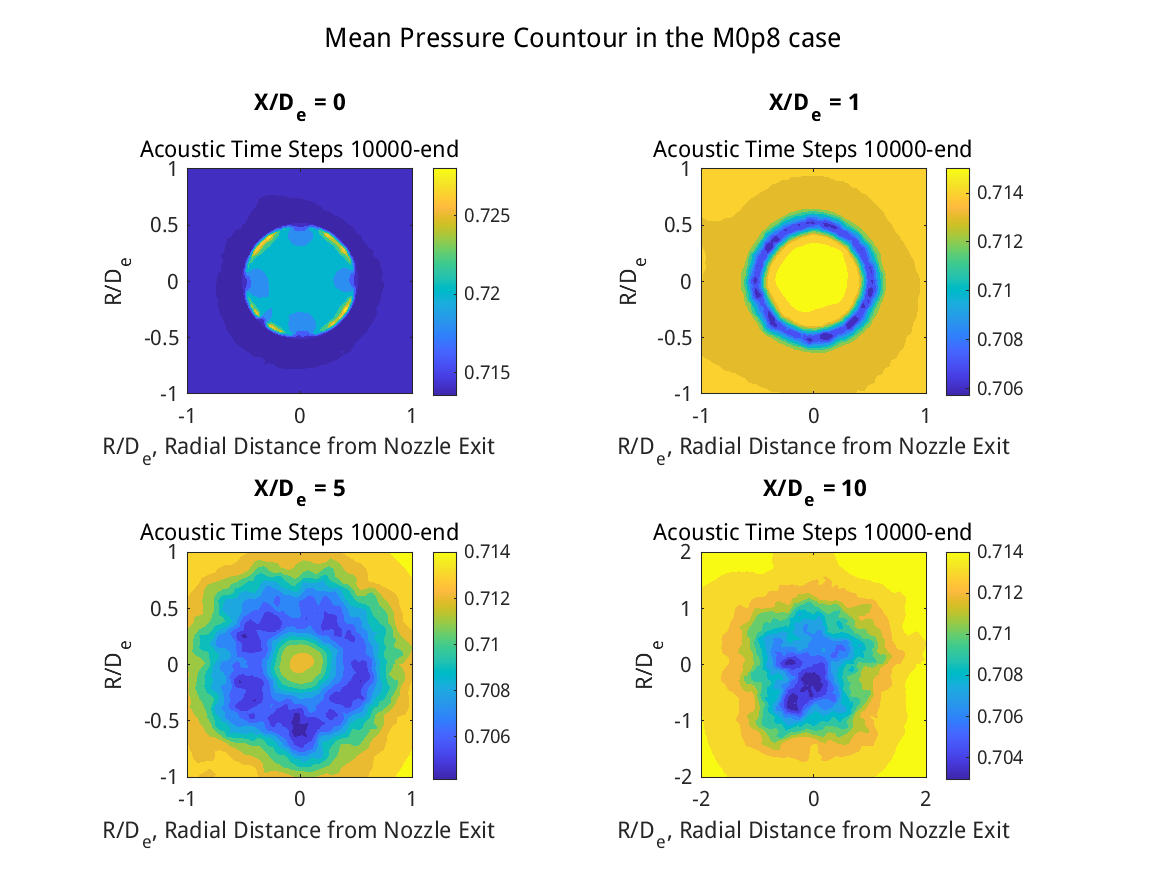 Mean Pressure Countour in the M0p8 case
X/De = 0
Acoustic Time Steps 10000-end
1
0.5
0
-0.5
-1
R/De
-1 0 1
R/De, Radial Distance from Nozzle Exit
0.725
0.72
0.715
X/De = 1
Acoustic Time Steps 10000-end
1
0.5
0
-0.5
-1
R/De
-1 0 1
R/De, Radial Distance from Nozzle Exit
0.714
0.712
0.71
0.708
0.706
X/De = 5
Acoustic Time Steps 10000-end
1
0.5
0
-0.5
-1
R/De
-1 0 1
R/De, Radial Distance from Nozzle Exit
0.714
0.712
0.71
0.708
0.706
X/De = 10
Acoustic Time Steps 10000-end
2
1
0
-1
-2
R/De
-2 0 2
R/De, Radial Distance from Nozzle Exit
0.714
0.712
0.71
0.708
0.706
0.704